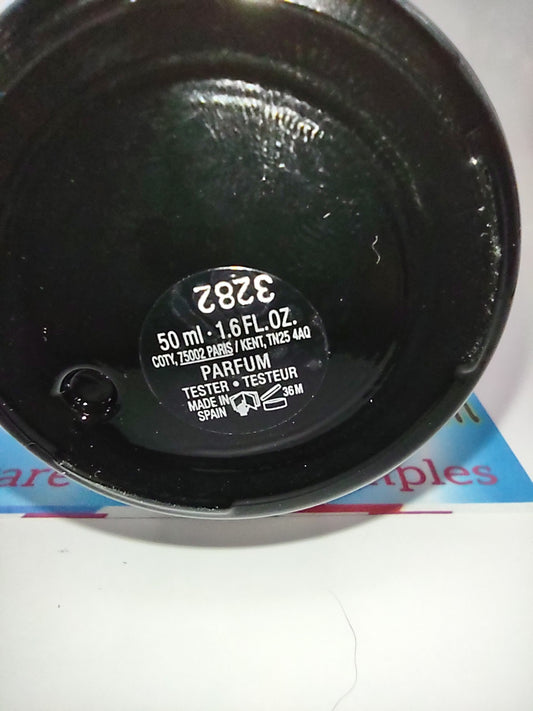 3282
50 ml · 1.6 FL.OZ.
COTY, 75002 PARIS / KENT, TN25 4AQ
PARFUM
TESTER • TESTEUR
MADE IN
SPAIN
36 M